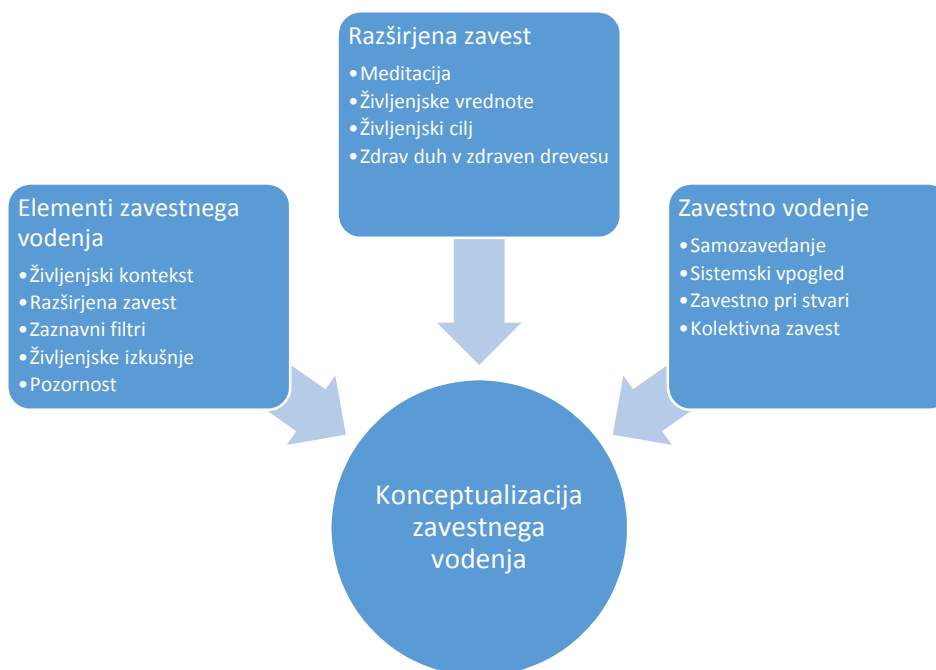 Razširjena zavest
•Meditacija
•Življenjske vrednote
•Življenjski cilj
•Zdrav duh v zdraven drevesu
Elementi zavestnega
vodenja
•Življenjski kontekst
•Razširjena zavest
•Zaznavni filtri
•Življenjske izkušnje
•Pozornost
Zavestno vodenje
•Samozavedanje
•Sistemski vpogled
•Zavestno pri stvari
•Kolektivna zavest
Konceptualizacija
zavestnega
vodenja